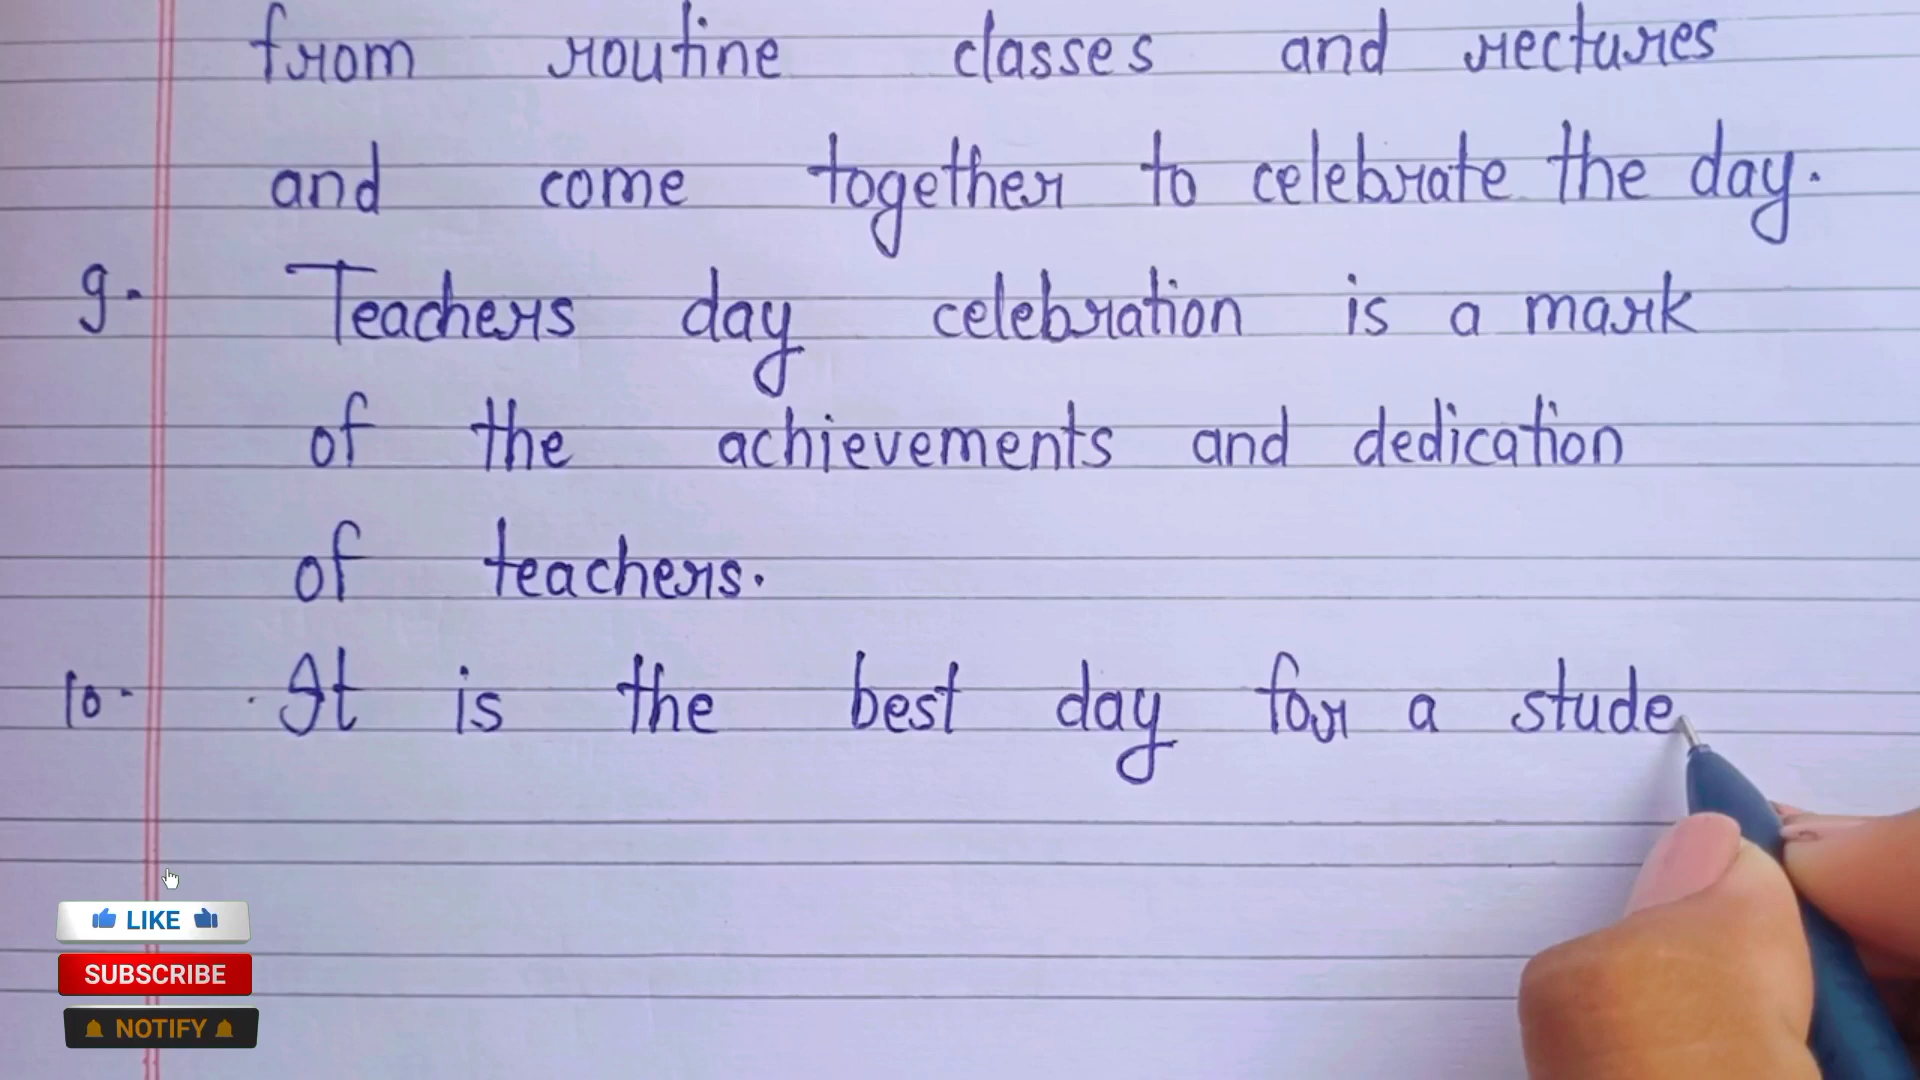 from routine classes and rectures
and come together to celebrate the day.
9. Teachers day celebration is a mark
of the achievements and dedication
of teachers.
10. It is the best day for a stude
LIKE
SUBSCRIBE
NOTIFY